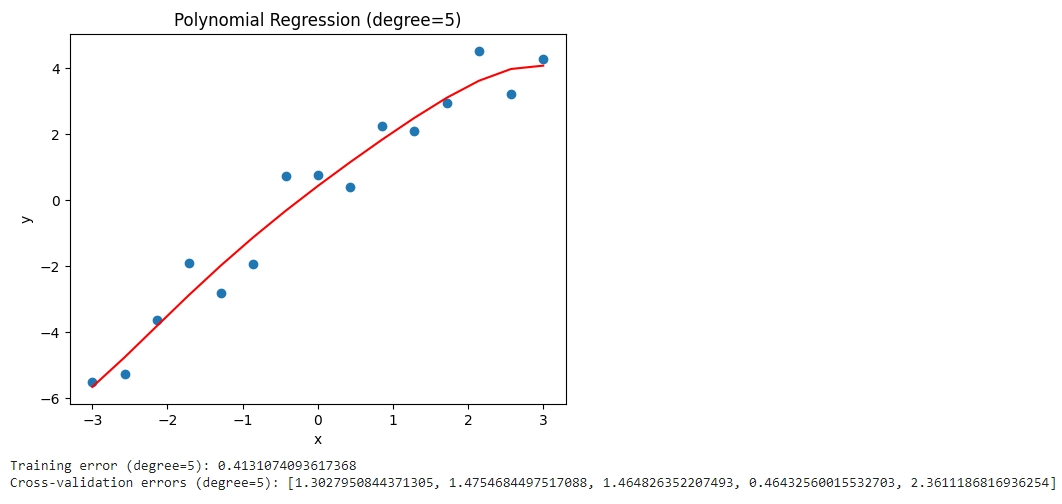 Polynomial Regression (degree=5)
4
2
0
−2
−4
−6
y
−3 −2 −1 0 1 2 3
x
Training error (degree=5): 0.4131074093617368
Cross-validation errors (degree=5): [1.3027950844371305, 1.4754684497517088, 1.464826352207493, 0.46432560015532703, 2.3611186816936254]